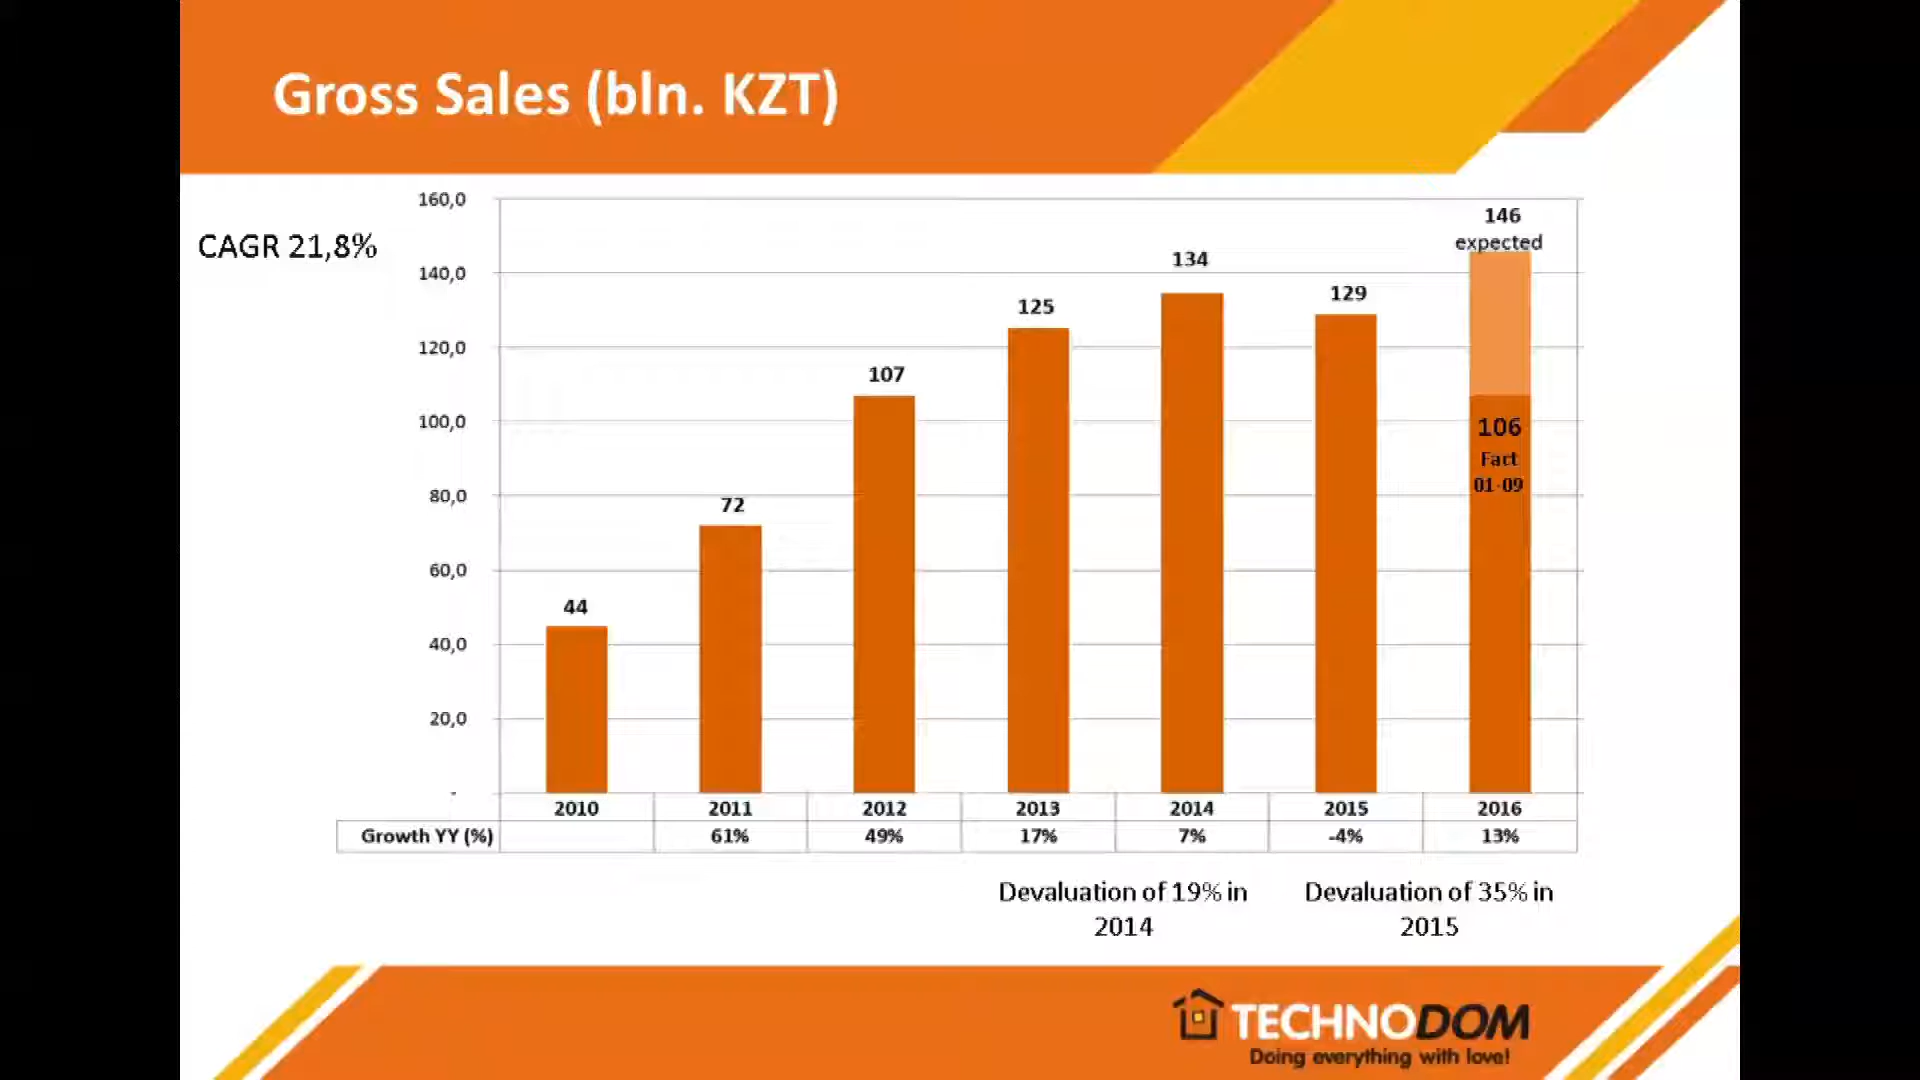 Gross Sales (bln. KZT)
CAGR 21,8%
160,0
140,0
120,0
100,0
80,0
60,0
40,0
20,0
-
44
72
107
125
134
129
146
expected
106
Fact
01-09
2010 2011 2012 2013 2014 2015 2016
Growth YY (%) 61% 49% 17% 7% -4% 13%
Devaluation of 19% in
2014
Devaluation of 35% in
2015
TECHNODOM
Doing everything with love!